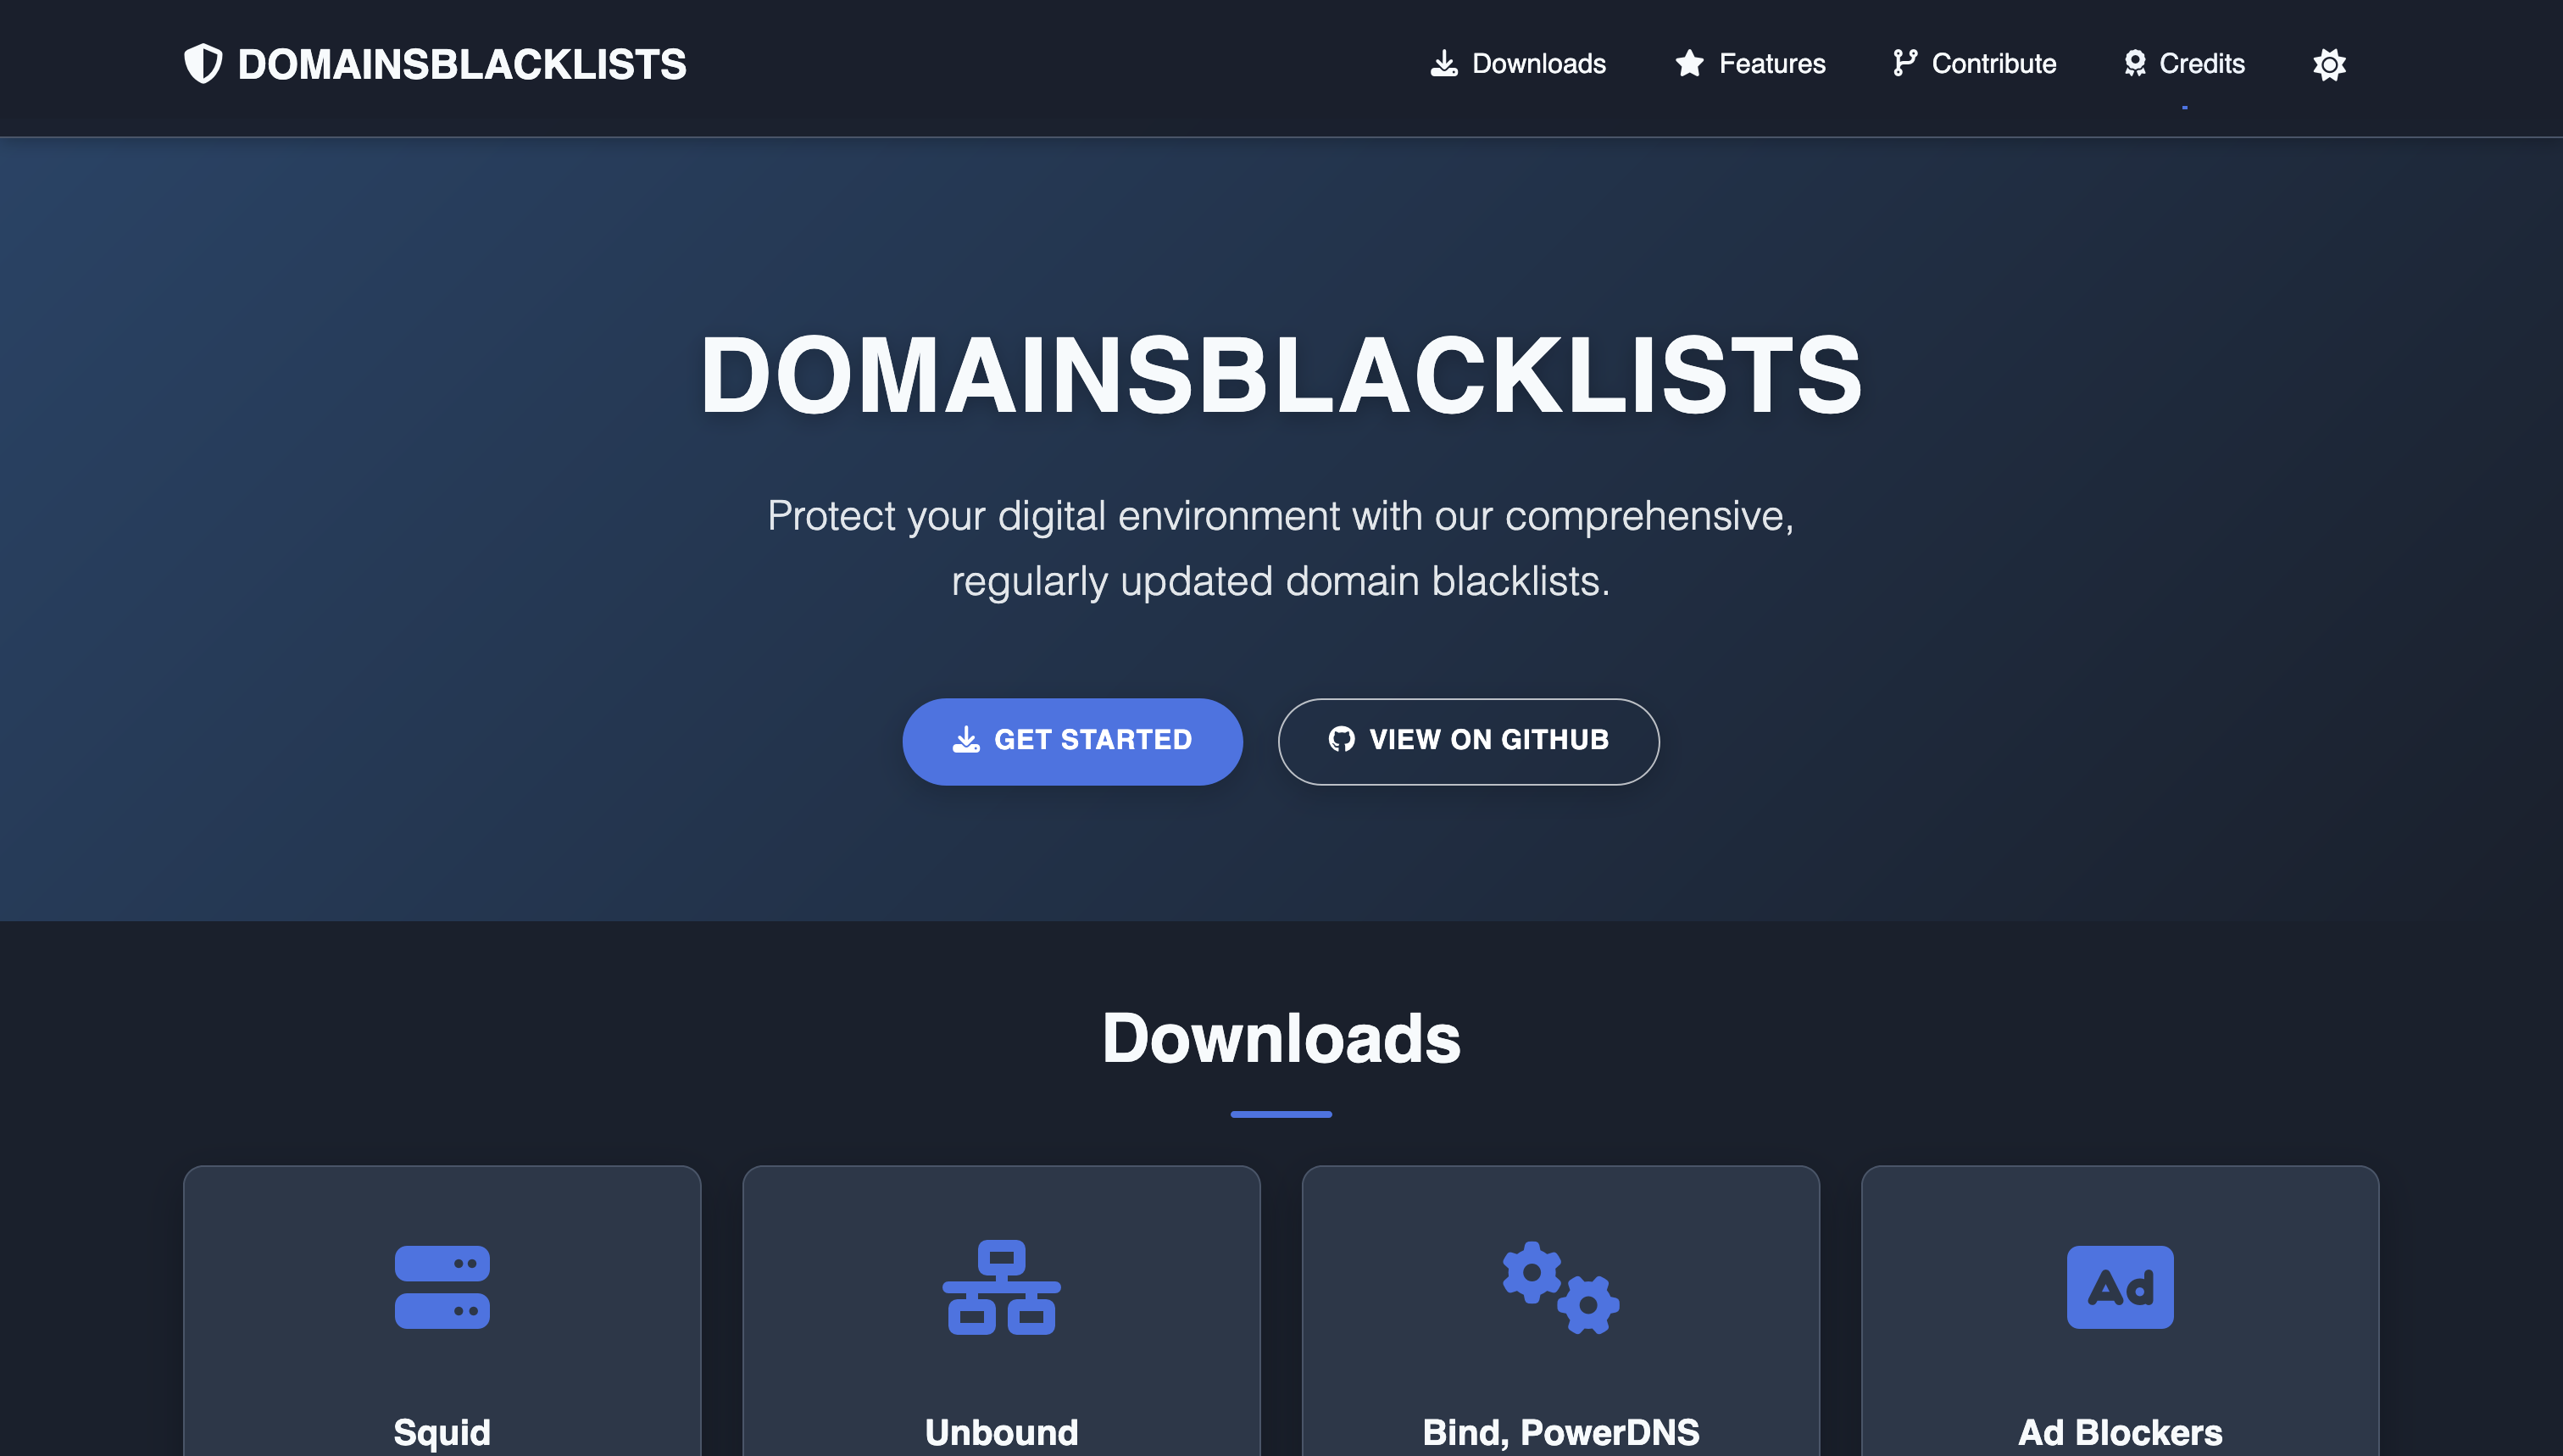 DOMAINSBLACKLISTS
Downloads
Features
Contribute
Credits
DOMAINSBLACKLISTS
Protect your digital environment with our comprehensive,
regularly updated domain blacklists.
GET STARTED
VIEW ON GITHUB
Downloads
Ad
Squid
Unbound
Bind, PowerDNS
Ad Blockers